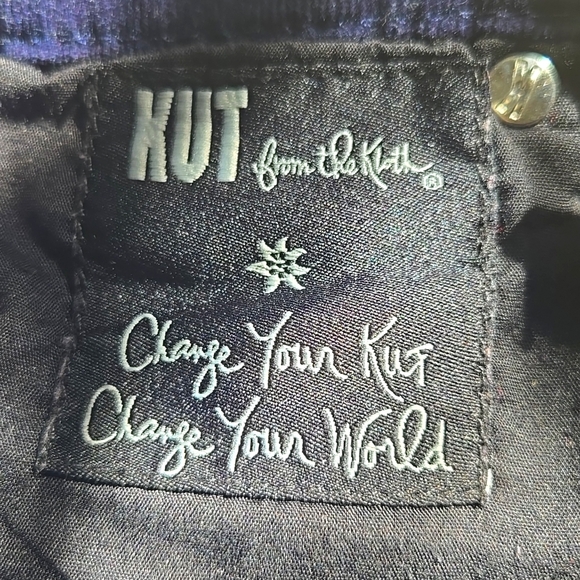 KUT from the Kloth®
Change Your Kut
Change Your World